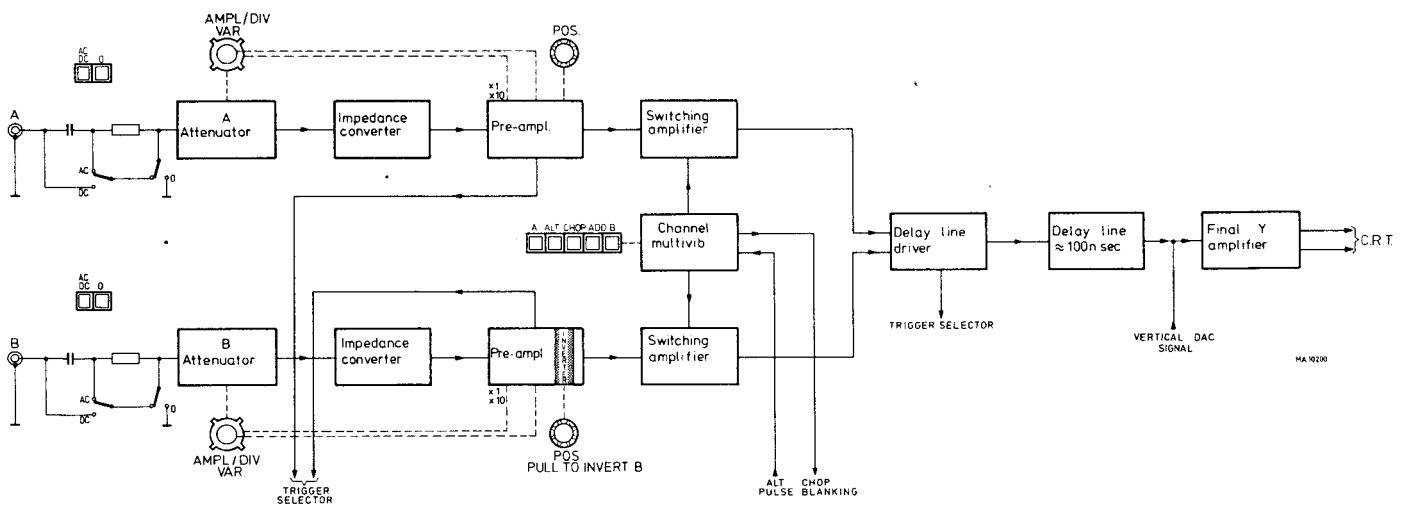 AMPL/DIV
VAR.
POS.
AC
DC 0
x1
x10
A
A
Attenuator
Impedance
converter
Pre-ampl.
Switching
amplifier
AC
DC
0
A ALT CHOP ADD B
Channel
multivib
Delay line
driver
Delay line
≈100n sec
Final Y
amplifier
C.R.T.
AC
DC 0
TRIGGER SELECTOR
VERTICAL DAC
SIGNAL
MA 10200
B
B
Attenuator
Impedance
converter
Pre-ampl
INVERTER
Switching
amplifier
AC
DC
0
x1
x10
AMPL/DIV
VAR.
POS.
PULL TO INVERT B
TRIGGER
SELECTOR
ALT
PULSE
CHOP
BLANKING